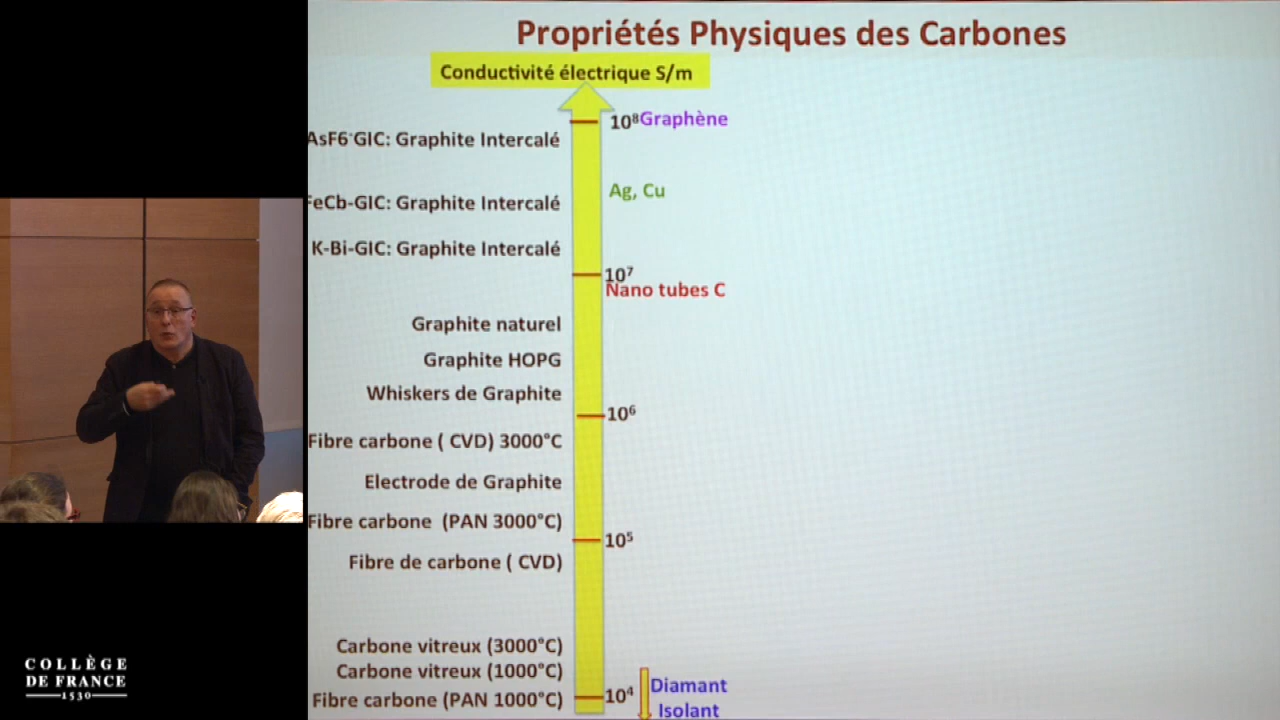 Propriétés Physiques des Carbones
Conductivité électrique S/m
10⁸ Graphène
AsF6⁻GIC: Graphite Intercalé
Ag, Cu
FeCb-GIC: Graphite Intercalé
K-Bi-GIC: Graphite Intercalé
10⁷
Nano tubes C
Graphite naturel
Graphite HOPG
Whiskers de Graphite
10⁶
Fibre carbone ( CVD) 3000°C
Electrode de Graphite
Fibre carbone (PAN 3000°C)
10⁵
Fibre de carbone ( CVD)
Carbone vitreux (3000°C)
Carbone vitreux (1000°C)
Fibre carbone (PAN 1000°C)
10⁴
Diamant
Isolant
COLLÈGE
DE FRANCE
1530